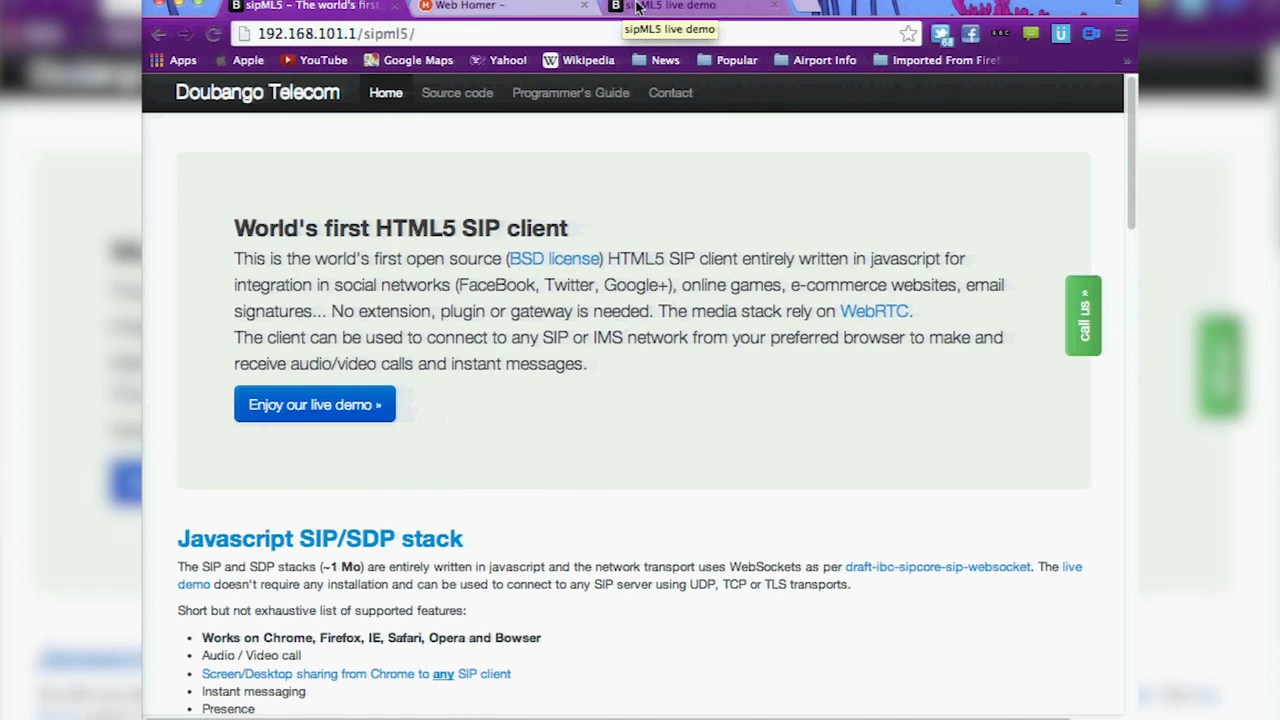 sipML5 – The world's first
Web Homer –
sipML5 live demo
192.168.101.1/sipml5/
sipML5 live demo
68
ABC
Apps
Apple
YouTube
Google Maps
Yahoo!
Wikipedia
News
Popular
Airport Info
Imported From Firef
Doubango Telecom
Home
Source code
Programmer's Guide
Contact
World's first HTML5 SIP client
This is the world's first open source (BSD license) HTML5 SIP client entirely written in javascript for
integration in social networks (FaceBook, Twitter, Google+), online games, e-commerce websites, email
signatures... No extension, plugin or gateway is needed. The media stack rely on WebRTC.
The client can be used to connect to any SIP or IMS network from your preferred browser to make and
receive audio/video calls and instant messages.
call us »
Enjoy our live demo »
Javascript SIP/SDP stack
The SIP and SDP stacks (~1 Mo) are entirely written in javascript and the network transport uses WebSockets as per draft-ibc-sipcore-sip-websocket. The live
demo doesn't require any installation and can be used to connect to any SIP server using UDP, TCP or TLS transports.
Short but not exhaustive list of supported features:
• Works on Chrome, Firefox, IE, Safari, Opera and Bowser
• Audio / Video call
• Screen/Desktop sharing from Chrome to any SIP client
• Instant messaging
• Presence